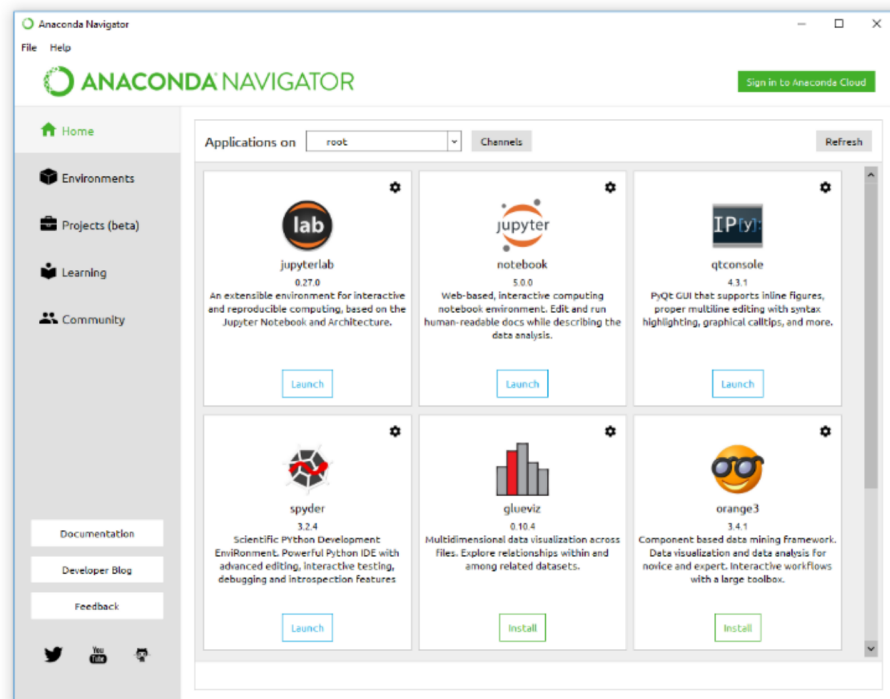 Anaconda Navigator
File Help
ANACONDA NAVIGATOR
Sign in to Anaconda Cloud
Home
Environments
Projects (beta)
Learning
Community
Documentation
Developer Blog
Feedback
You
Tube
Applications on root Channels Refresh
lab
jupyterlab
0.27.0
An extensible environment for interactive
and reproducible computing, based on the
Jupyter Notebook and Architecture.
Launch
jupyter
notebook
5.0.0
Web-based, interactive computing
notebook environment. Edit and run
human-readable docs while describing the
data analysis.
Launch
IP[y]:
qtconsole
4.3.1
PyQt GUI that supports inline figures,
proper multiline editing with syntax
highlighting, graphical calltips, and more.
Launch
spyder
3.2.4
Scientific PYthon Development
EnviRonment. Powerful Python IDE with
advanced editing, interactive testing,
debugging and introspection features
Launch
glueviz
0.10.4
Multidimensional data visualization across
files. Explore relationships within and
among related datasets.
Install
orange3
3.4.1
Component based data mining framework.
Data visualization and data analysis for
novice and expert. Interactive workflows
with a large toolbox.
Install